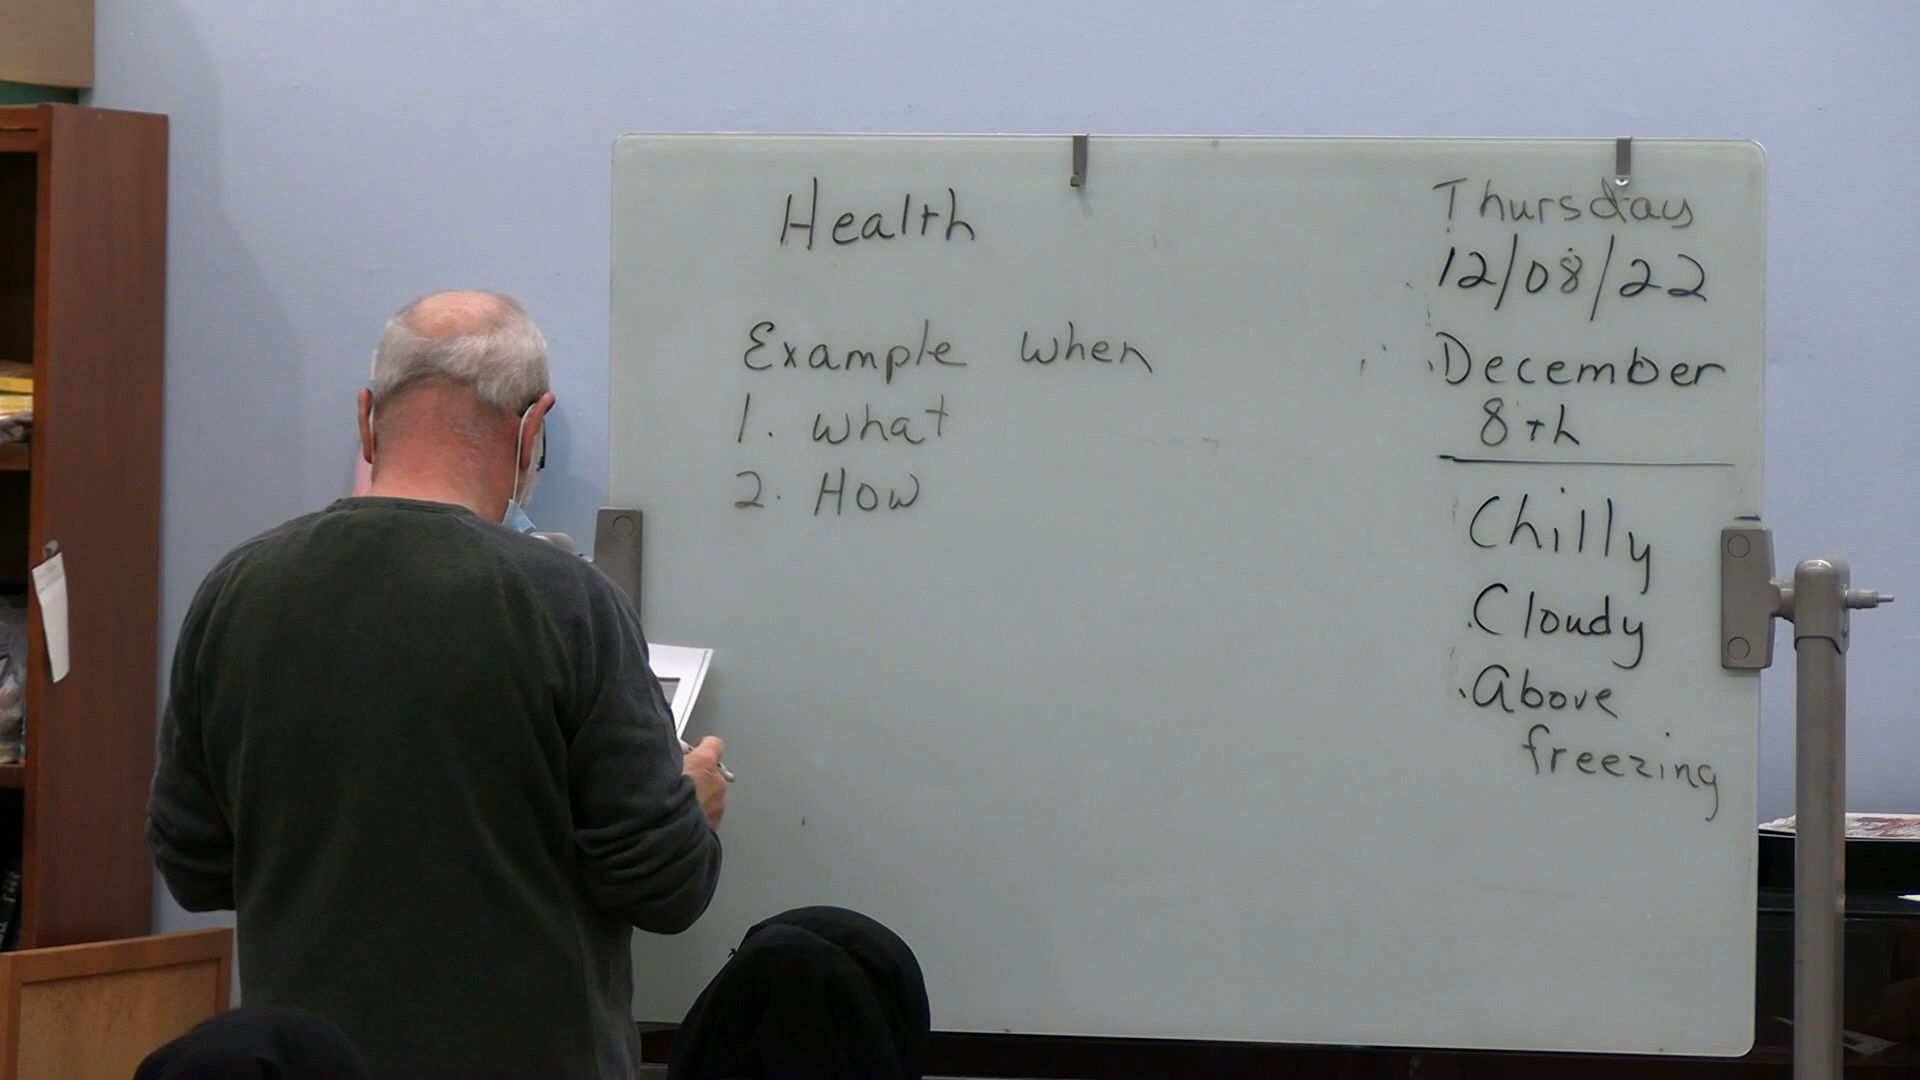 Health
Example when
1. what
2. How
Thursday
12/08/22
December
8th
Chilly
Cloudy
Above
freezing